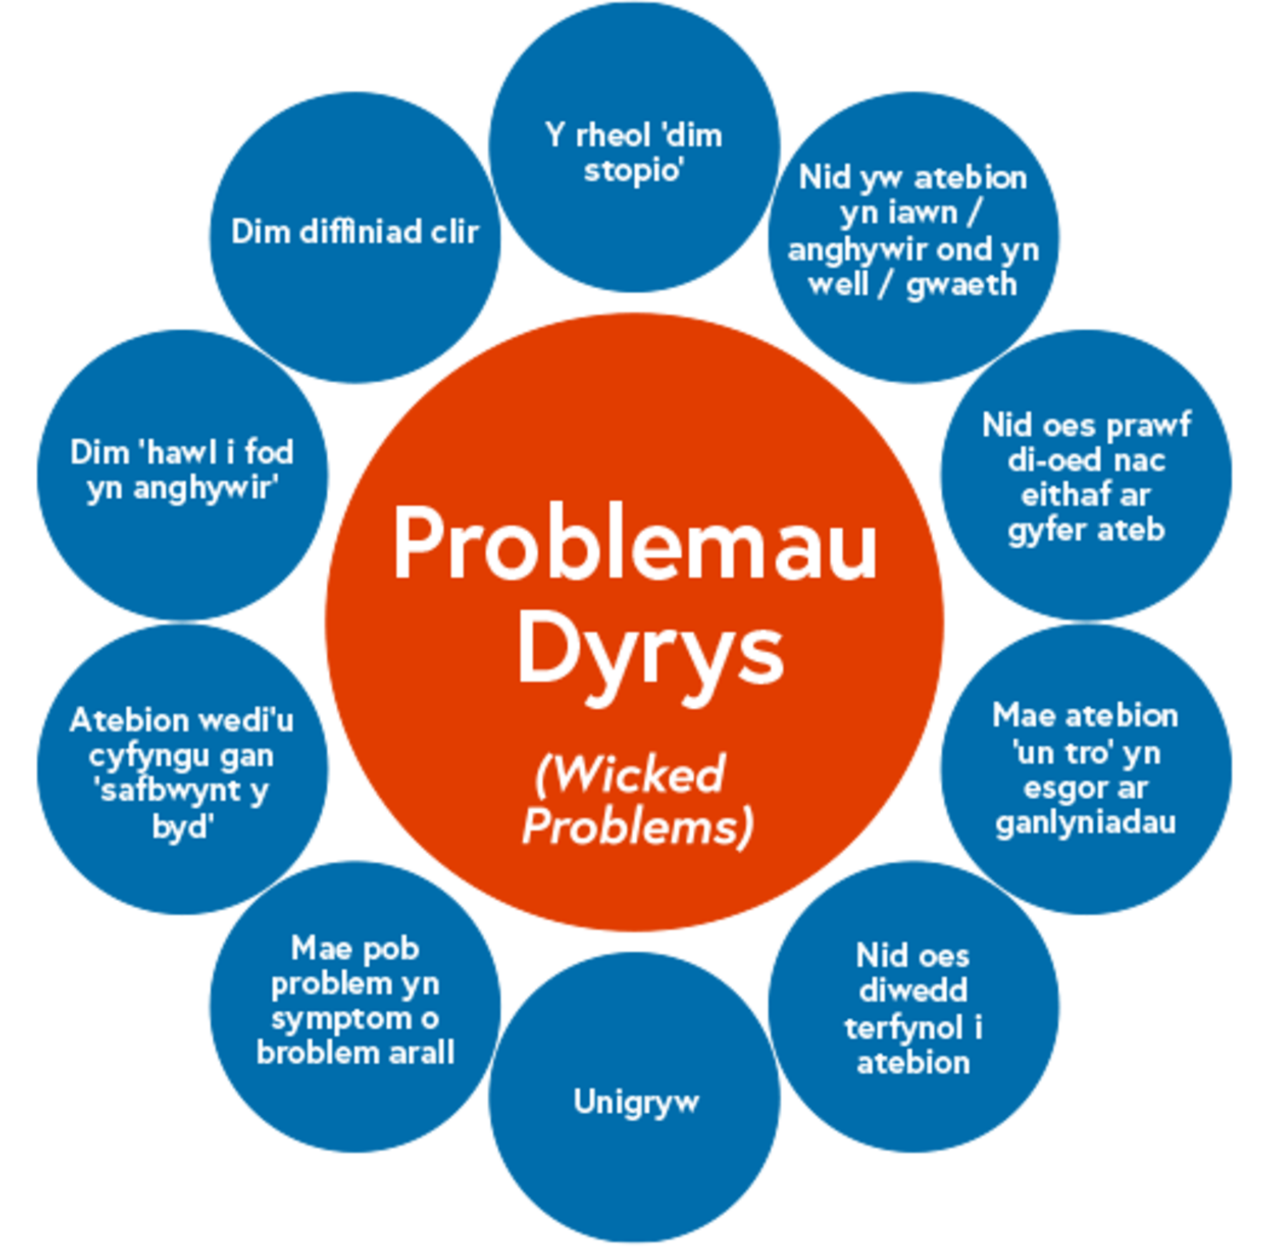 Y rheol 'dim
stopio'
Nid yw atebion
yn iawn /
anghywir ond yn
well / gwaeth
Nid oes prawf
di-oed nac
eithaf ar
gyfer ateb
Mae atebion
'un tro' yn
esgor ar
ganlyniadau
Nid oes
diwedd
terfynol i
atebion
Unigryw
Mae pob
problem yn
symptom o
broblem arall
Atebion wedi'u
cyfyngu gan
'safbwynt y
byd'
Dim 'hawl i fod
yn anghywir'
Dim diffiniad clir
Problemau
Dyrys
(Wicked
Problems)